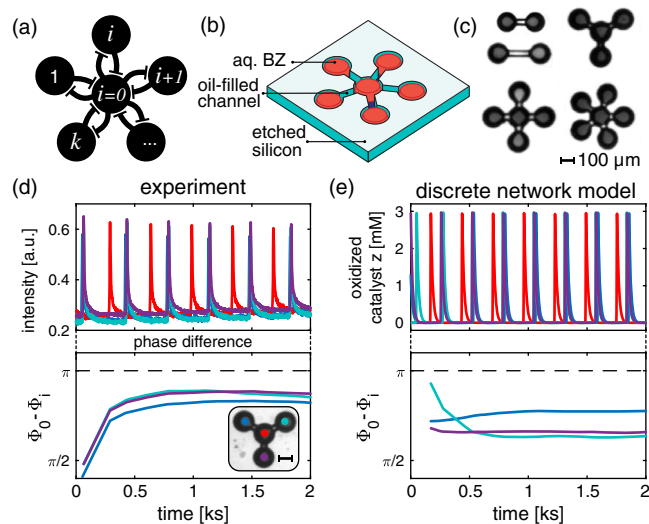 (a)
i
1
i=0
i+1
k
...
(b)
aq. BZ
oil-filled
channel
etched
silicon
(c)
100 μm
(d)
experiment
intensity [a.u.]
0.6
0.4
0.2
phase difference
Φ₀ - Φᵢ
π
π/2
0
0.5
1
1.5
2
time [ks]
(e)
discrete network model
oxidized
catalyst z [mM]
3
2
1
0
Φ₀ - Φᵢ
π
π/2
0
0.5
1
1.5
2
time [ks]